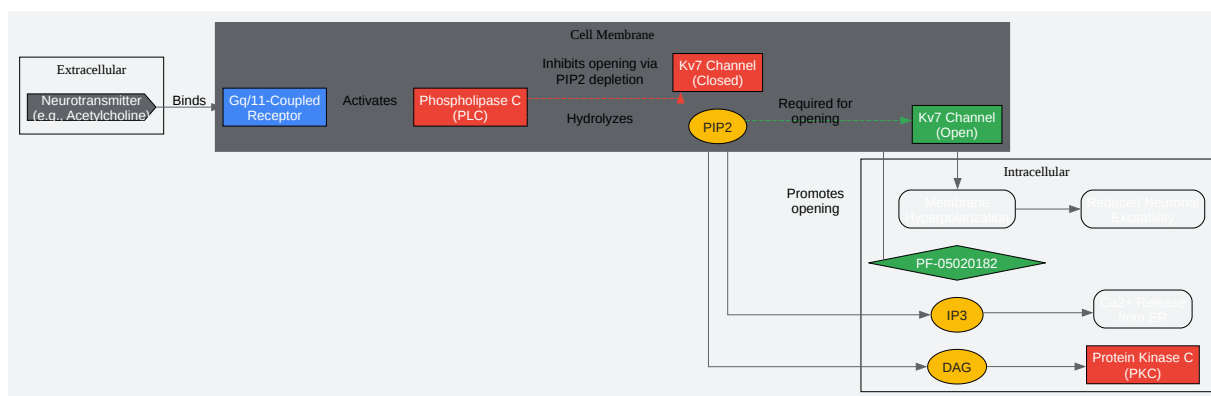 Cell Membrane
Extracellular
Neurotransmitter
(e.g., Acetylcholine)
Binds
Gq/11-Coupled
Receptor
Activates
Phospholipase C
(PLC)
Inhibits opening via
PIP2 depletion
Hydrolyzes
Kv7 Channel
(Closed)
PIP2
Required for
opening
Kv7 Channel
(Open)
Intracellular
Promotes
opening
Membrane
Hyperpolarization
Reduced Neuronal
Excitability
PF-05020182
IP3
Ca2+ Release
from ER
DAG
Protein Kinase C
(PKC)